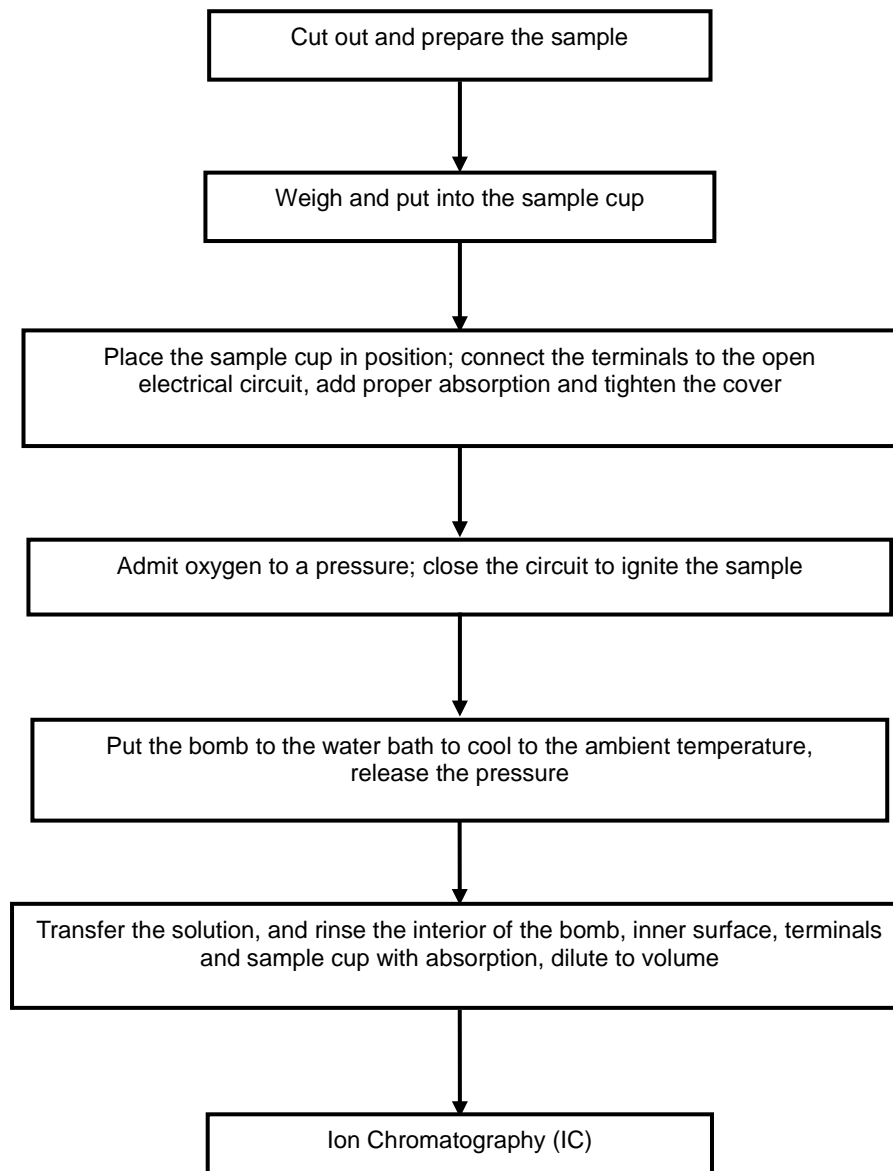 Cut out and prepare the sample
Weigh and put into the sample cup
Place the sample cup in position; connect the terminals to the open
electrical circuit, add proper absorption and tighten the cover
Admit oxygen to a pressure; close the circuit to ignite the sample
Put the bomb to the water bath to cool to the ambient temperature,
release the pressure
Transfer the solution, and rinse the interior of the bomb, inner surface, terminals
and sample cup with absorption, dilute to volume
Ion Chromatography (IC)